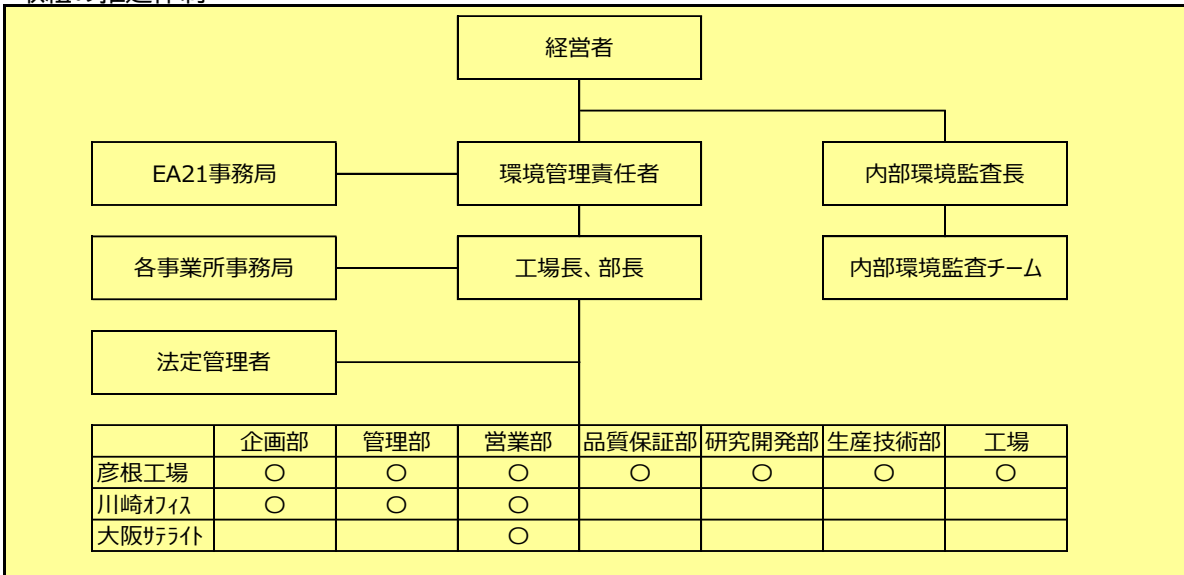 経営者
EA21事務局 環境管理責任者 内部環境監査長
各事業所事務局 工場長、部長 内部環境監査チーム
法定管理者
企画部 管理部 営業部 品質保証部 研究開発部 生産技術部 工場
彦根工場 〇 〇 〇 〇 〇 〇 〇
川崎ｵﾌｨｽ 〇 〇 〇
大阪ｻﾃﾗｲﾄ 〇